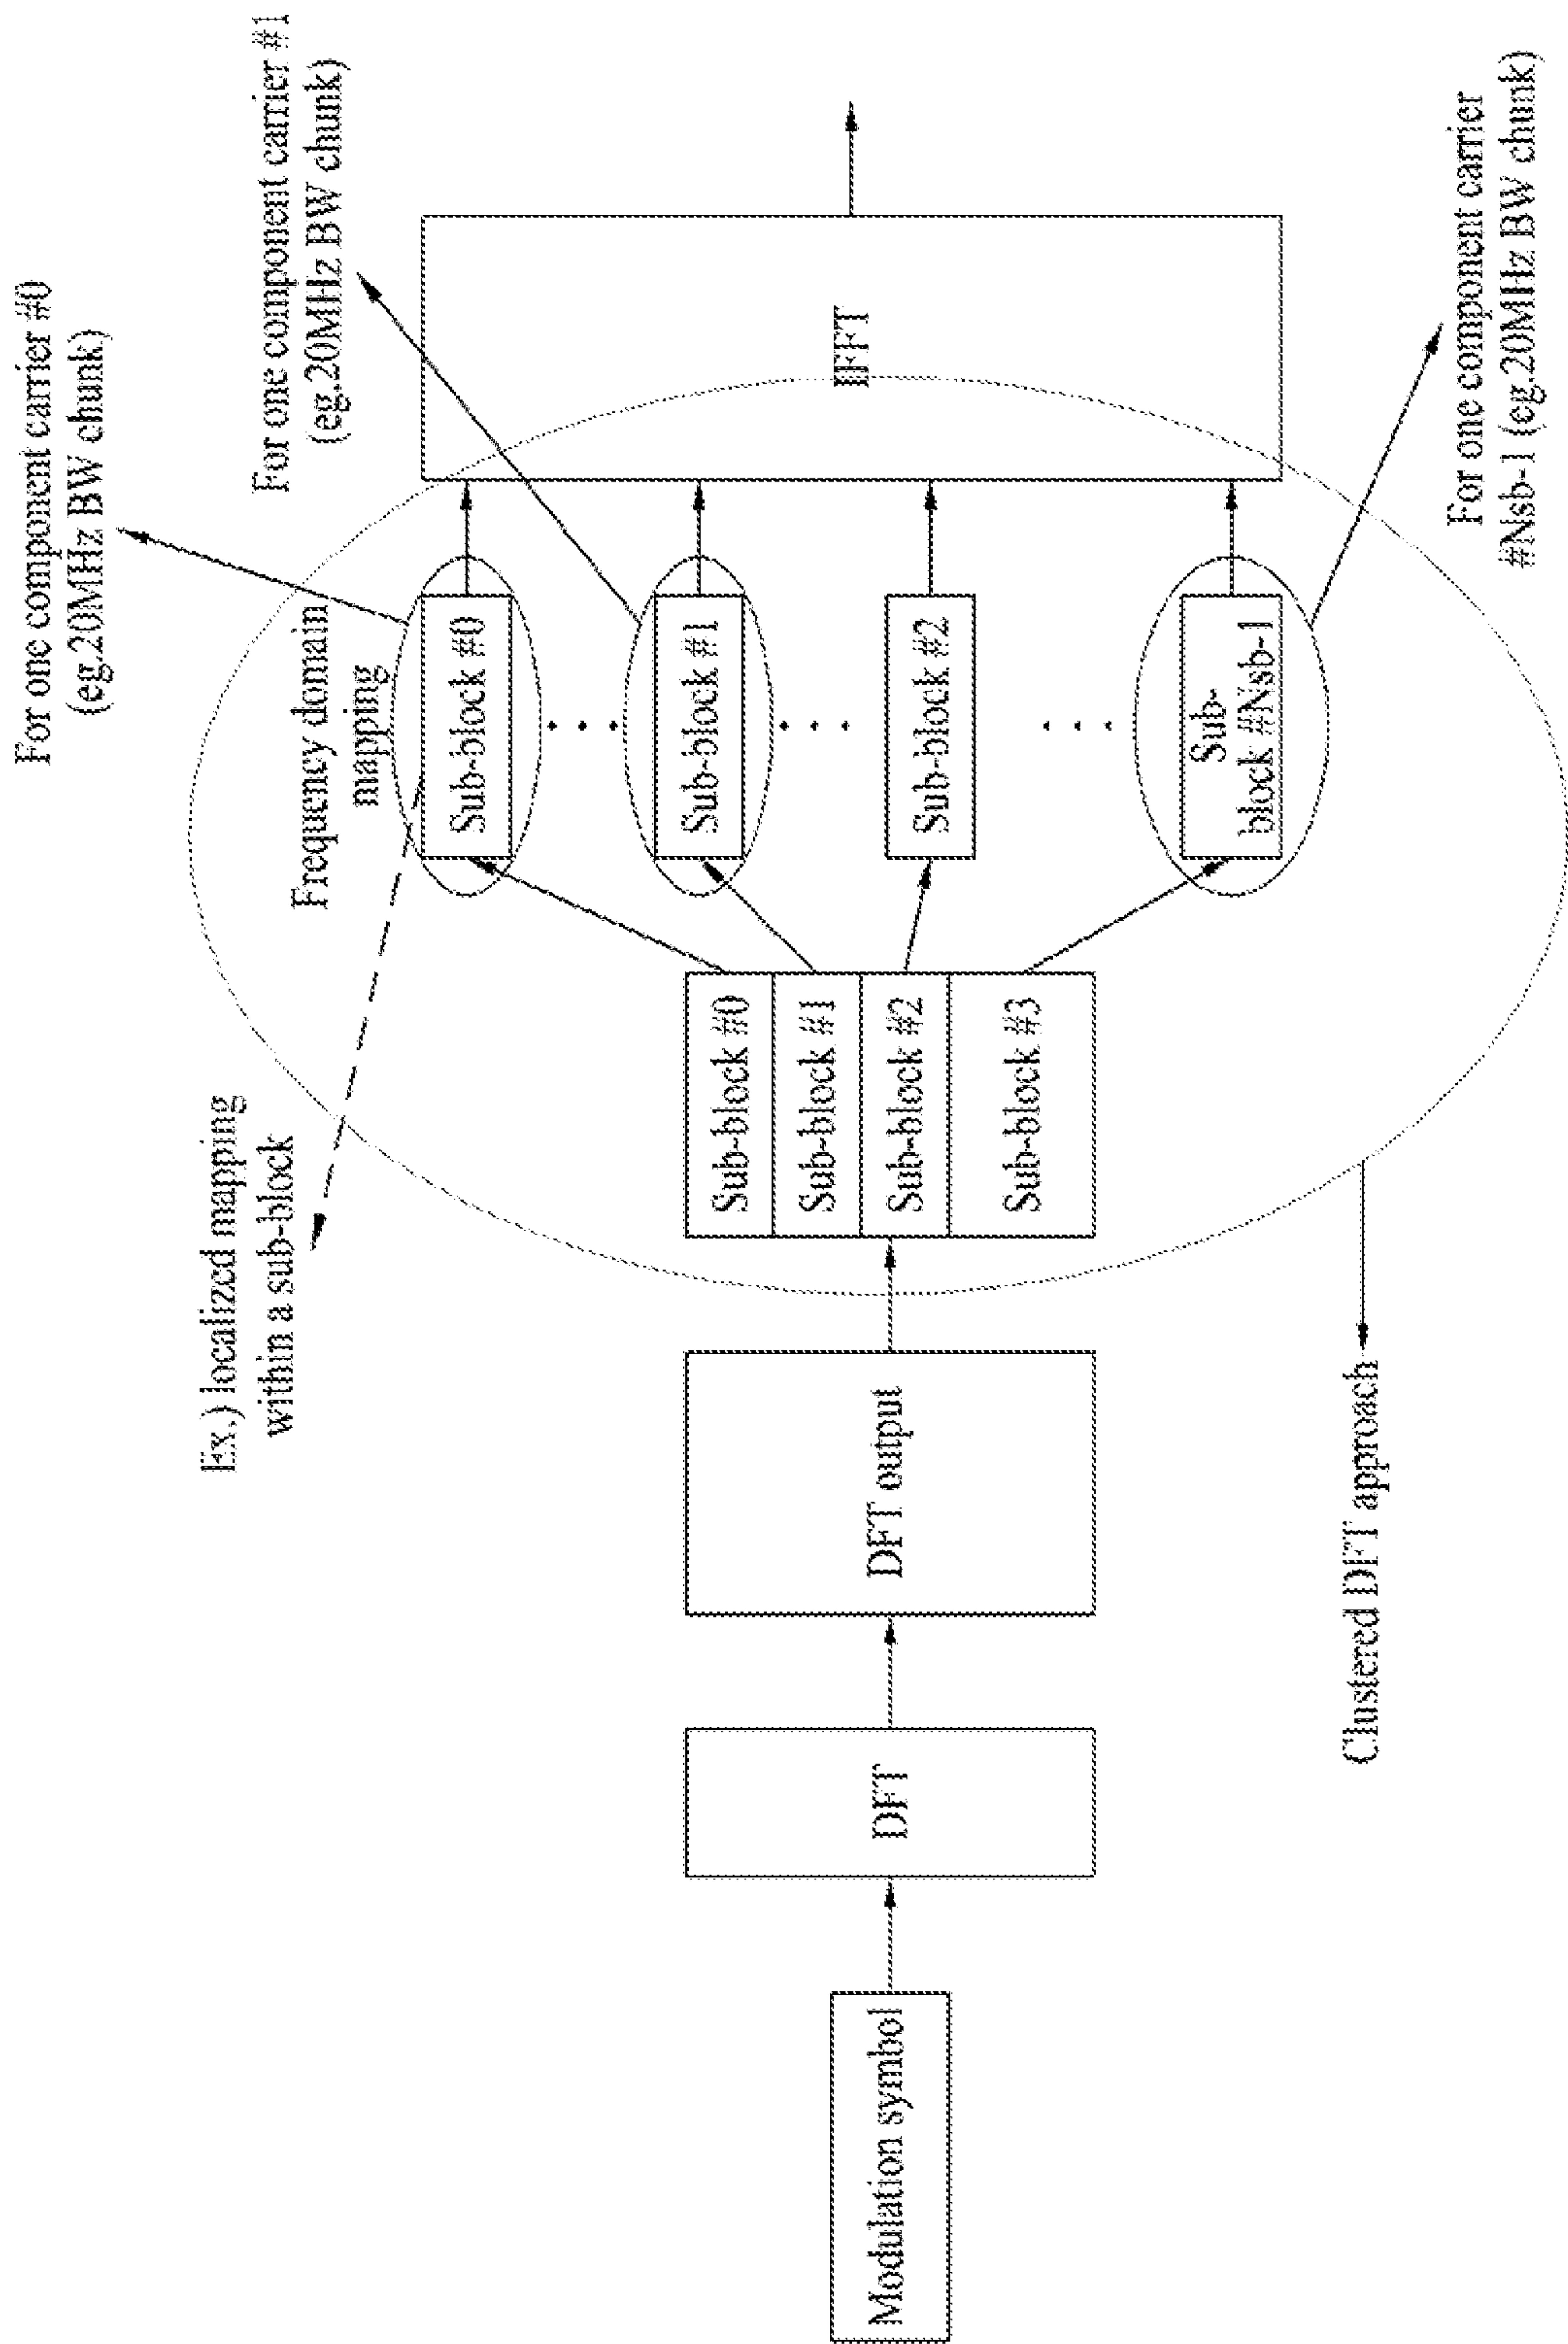 For one component carrier #0
(eg.20MHz BW chunk)
For one component carrier #1
(eg.20MHz BW chunk)
Ex,) localized mapping
within a sub-block
Frequency domain
mapping
Modulation symbol
DFT
DFT output
Sub-block #0
Sub-block #1
Sub-block #2
Sub-block #3
Sub-block #0
Sub-block #1
Sub-block #2
Sub-
block #Nsb-1
IFFT
Clustered DFT approach
For one component carrier
#Nsb-1 (eg.20MHz BW chunk)